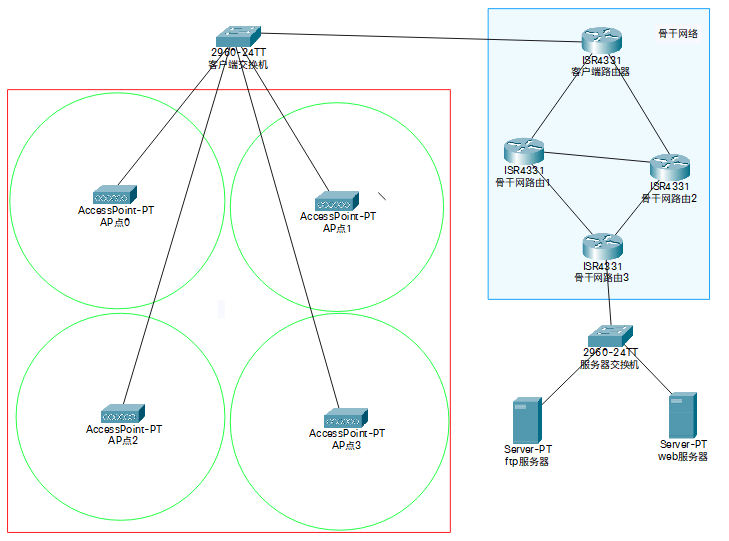 2960-24TT
客户端交换机
骨干网络
ISR4331
客户端路由器
ISR4331
骨干网路由1
ISR4331
骨干网路由2
AccessPoint-PT
AP点0
AccessPoint-PT
AP点1
ISR4331
骨干网路由3
2960-24TT
服务器交换机
AccessPoint-PT
AP点2
AccessPoint-PT
AP点3
Server-PT
ftp服务器
Server-PT
web服务器